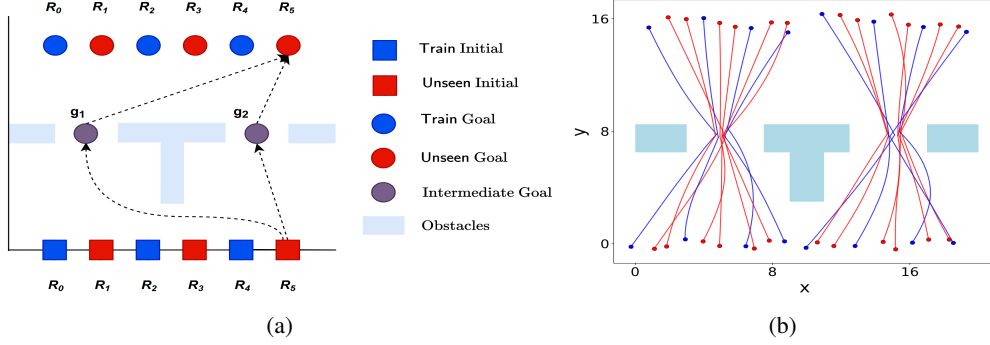 R0 R1 R2 R3 R4 R5
g1 g2
R0 R1 R2 R3 R4 R5
Train Initial
Unseen Initial
Train Goal
Unseen Goal
Intermediate Goal
Obstacles
(a)
16
8
0
y
0 8 16
x
(b)